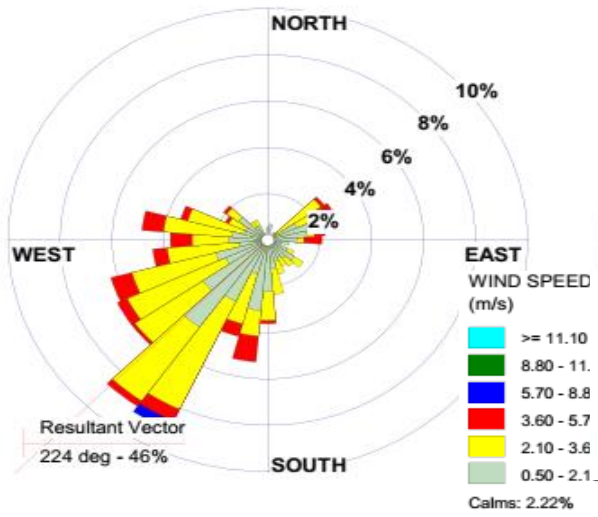 NORTH
10%
8%
6%
4%
2%
WEST
EAST
WIND SPEED
(m/s)
>= 11.10
8.80 - 11.
5.70 - 8.8
3.60 - 5.7
2.10 - 3.6
0.50 - 2.1
Calms: 2.22%
Resultant Vector
224 deg - 46%
SOUTH